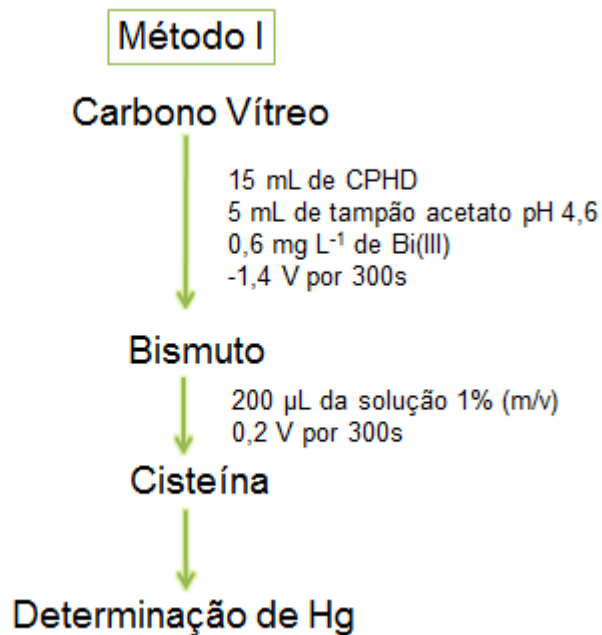 Método I
Carbono Vítreo
15 mL de CPHD
5 mL de tampão acetato pH 4,6
0,6 mg L⁻¹ de Bi(III)
-1,4 V por 300s
Bismuto
200 µL da solução 1% (m/v)
0,2 V por 300s
Cisteína
Determinação de Hg